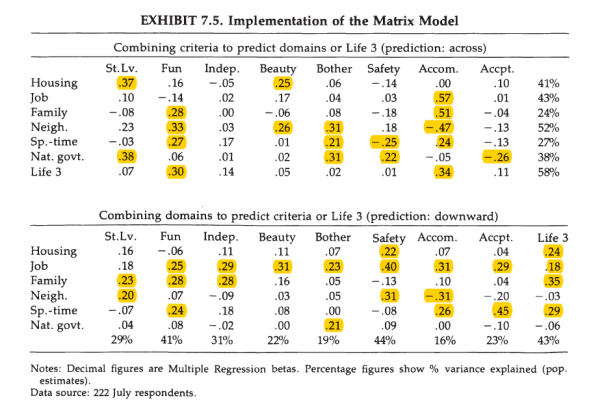 EXHIBIT 7.5. Implementation of the Matrix Model
Combining criteria to predict domains or Life 3 (prediction: across)
St.Lv. Fun Indep. Beauty Bother Safety Accom. Accpt.
Housing .37 .16 -.05 .25 .06 -.14 .00 .10 41%
Job .10 -.14 .02 .17 .04 .03 .57 .01 43%
Family -.08 .28 .00 -.06 .08 -.18 .51 -.04 24%
Neigh. .23 .33 .03 .26 .31 .18 -.47 -.13 52%
Sp.-time -.03 .27 .17 .01 .21 -.25 .24 -.13 27%
Nat. govt. .38 .06 .01 .02 .31 .22 -.05 -.26 38%
Life 3 .07 .30 .14 .05 .02 .01 .34 .11 58%
Combining domains to predict criteria or Life 3 (prediction: downward)
St.Lv. Fun Indep. Beauty Bother Safety Accom. Accpt. Life 3
Housing .16 -.06 .11 .11 .07 .22 .07 .04 .24
Job .18 .25 .29 .31 .23 .40 .31 .29 .18
Family .23 .28 .28 .16 .05 -.13 .10 .04 .35
Neigh. .20 .07 -.09 .03 .05 .31 -.31 -.20 -.03
Sp.-time -.07 .24 .18 .08 .00 -.08 .26 .45 .29
Nat. govt. .04 .08 -.02 .00 .21 .09 .00 -.10 -.06
29% 41% 31% 22% 19% 44% 16% 23% 43%
Notes: Decimal figures are Multiple Regression betas. Percentage figures show % variance explained (pop.
estimates).
Data source: 222 July respondents.